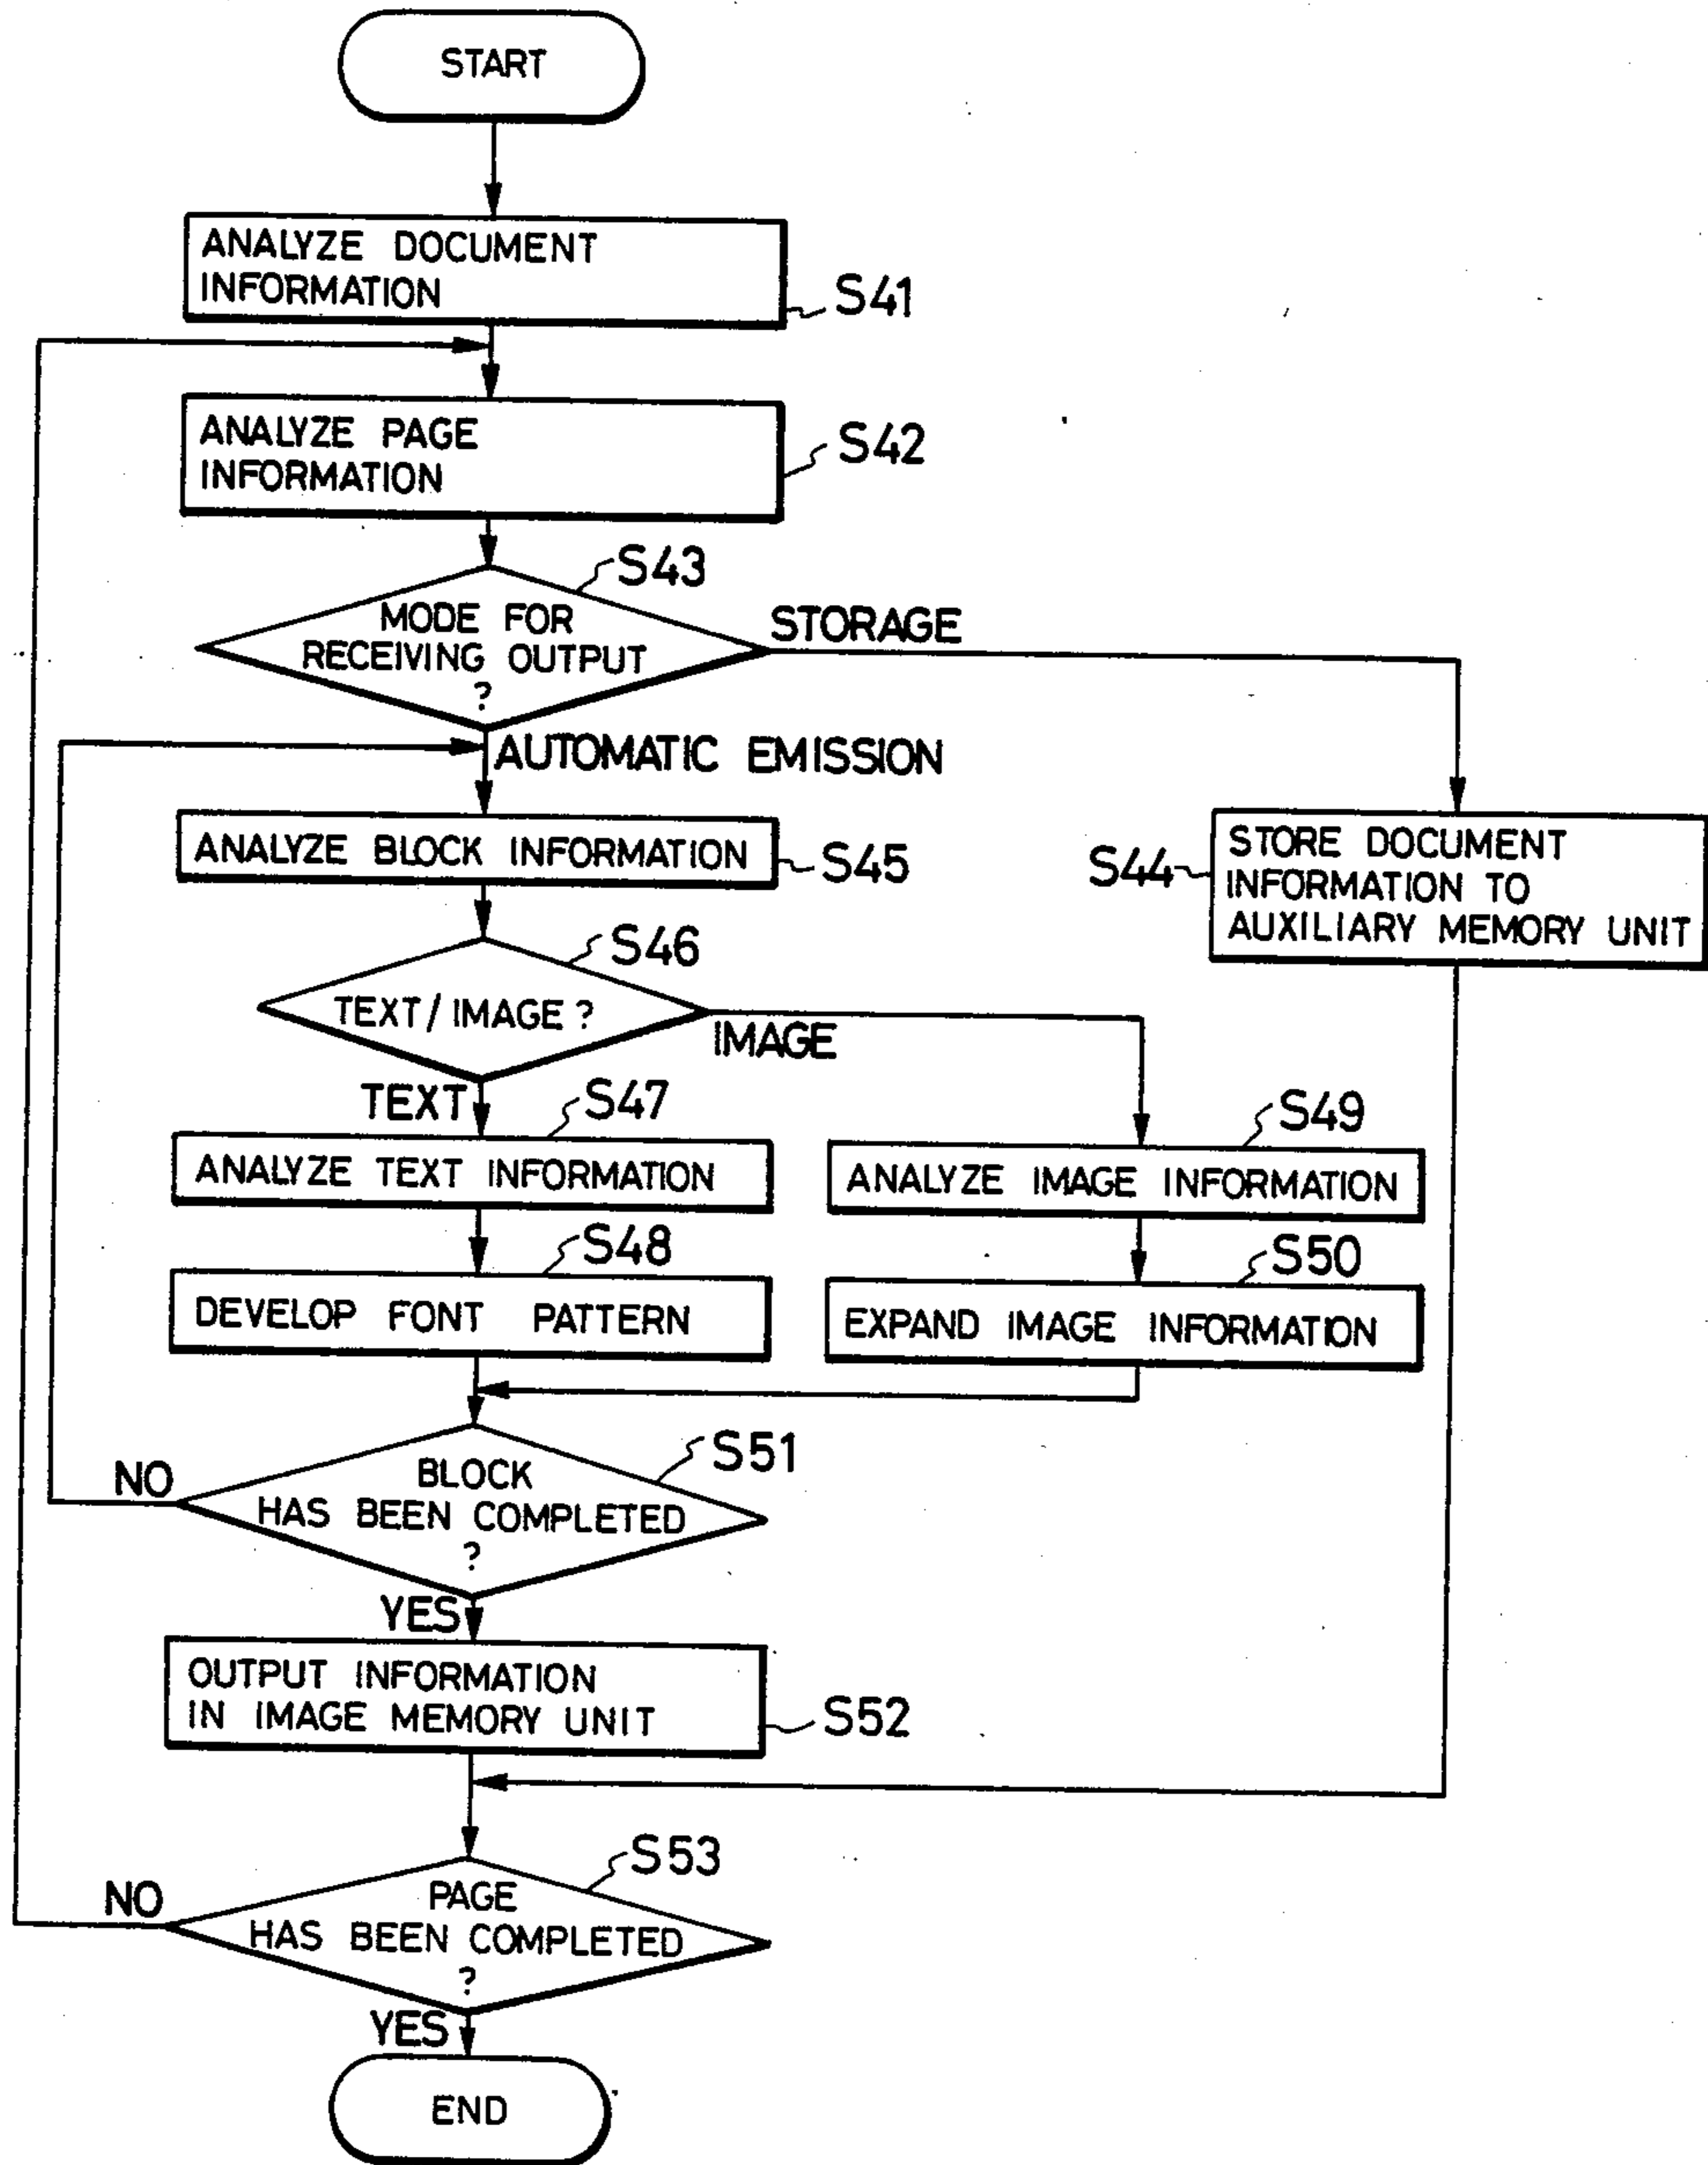 START
ANALYZE DOCUMENT
INFORMATION
S41
ANALYZE PAGE
INFORMATION
S42
S43
MODE FOR
RECEIVING OUTPUT
?
STORAGE
AUTOMATIC EMISSION
ANALYZE BLOCK INFORMATION
S45
S44
STORE DOCUMENT
INFORMATION TO
AUXILIARY MEMORY UNIT
S46
TEXT/IMAGE?
IMAGE
TEXT
S47
ANALYZE TEXT INFORMATION
S49
ANALYZE IMAGE INFORMATION
S48
DEVELOP FONT PATTERN
S50
EXPAND IMAGE INFORMATION
S51
NO
BLOCK
HAS BEEN COMPLETED
?
YES
OUTPUT INFORMATION
IN IMAGE MEMORY UNIT
S52
S53
NO
PAGE
HAS BEEN COMPLETED
?
YES
END